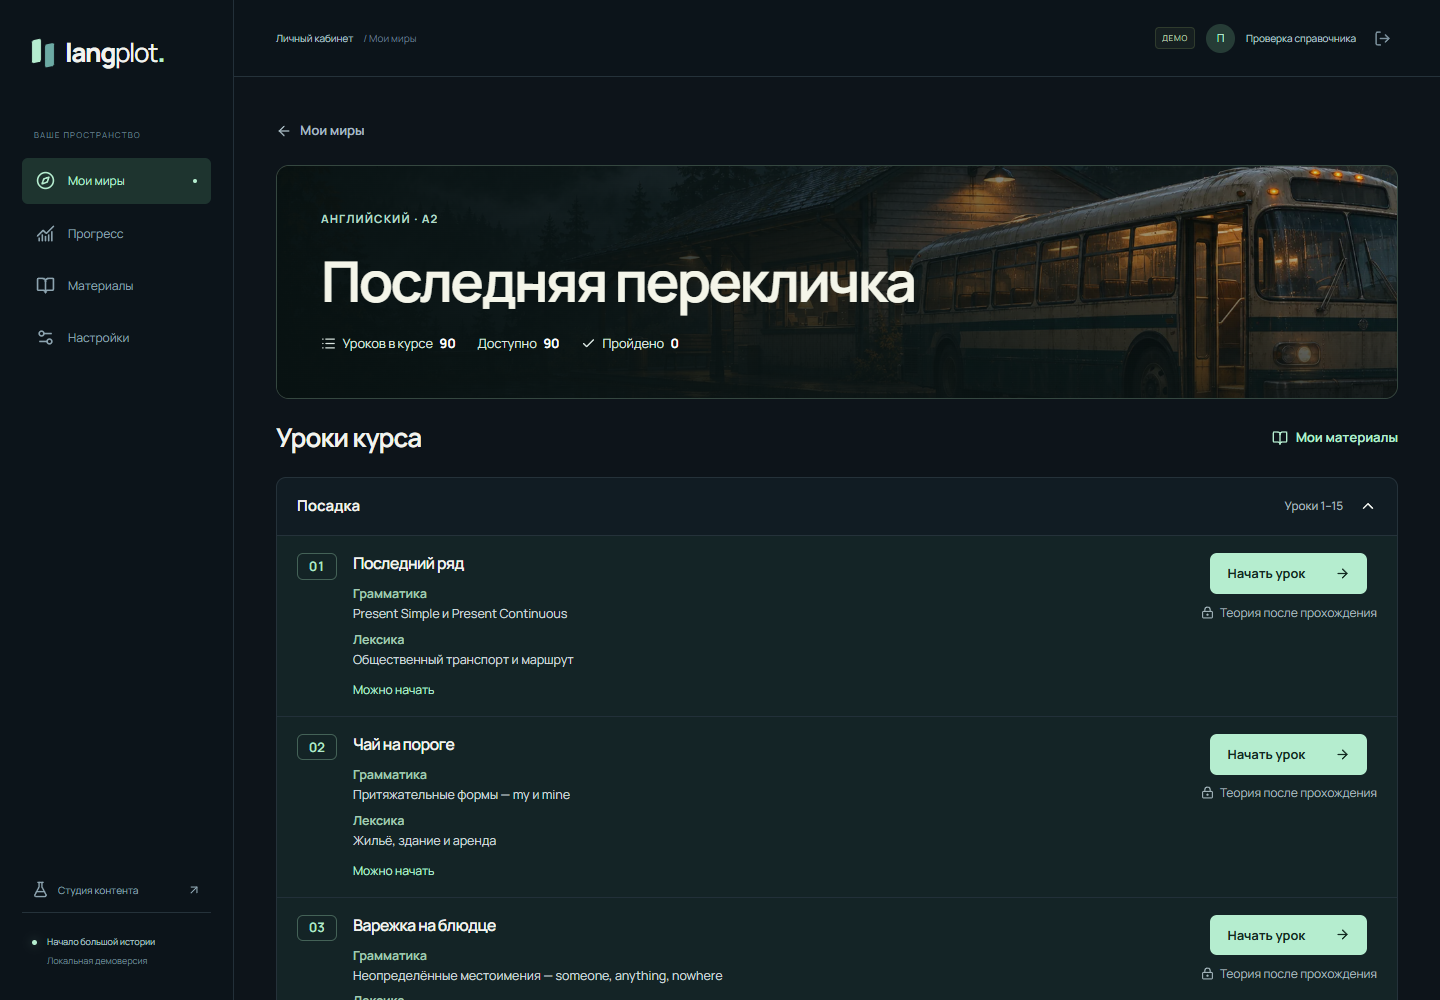 langplot.
ВАШЕ ПРОСТРАНСТВО
Мои миры
Прогресс
Материалы
Настройки
Студия контента
Начало большой истории
Локальная демоверсия
Личный кабинет / Мои миры
ДЕМО
П
Проверка справочника
Мои миры
АНГЛИЙСКИЙ · A2
Последняя перекличка
Уроков в курсе 90 Доступно 90 Пройдено 0
Уроки курса
Мои материалы
Посадка
Уроки 1–15
01
Последний ряд
Грамматика
Present Simple и Present Continuous
Лексика
Общественный транспорт и маршрут
Можно начать
Начать урок
Теория после прохождения
02
Чай на пороге
Грамматика
Притяжательные формы — my и mine
Лексика
Жильё, здание и аренда
Можно начать
Начать урок
Теория после прохождения
03
Варежка на блюдце
Грамматика
Неопределённые местоимения — someone, anything, nowhere
Лексика
Начать урок
Теория после прохождения